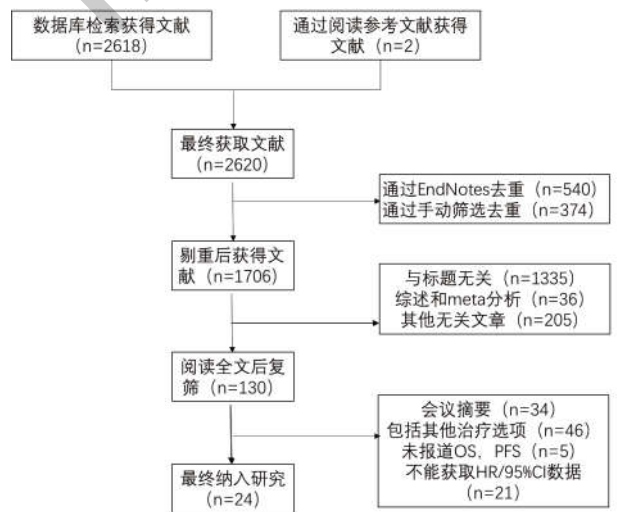 数据库检索获得文献
(n=2618)
通过阅读参考文献获得
文献（n=2）
最终获取文献
(n=2620)
通过EndNotes去重（n=540）
通过手动筛选去重（n=374）
剔重后获得文
献（n=1706）
与标题无关（n=1335）
综述和meta分析（n=36）
其他无关文章（n=205）
阅读全文后复
筛（n=130）
会议摘要（n=34）
包括其他治疗选项（n=46）
未报道OS，PFS（n=5）
不能获取HR/95%CI数据
(n=21)
最终纳入研究
(n=24)